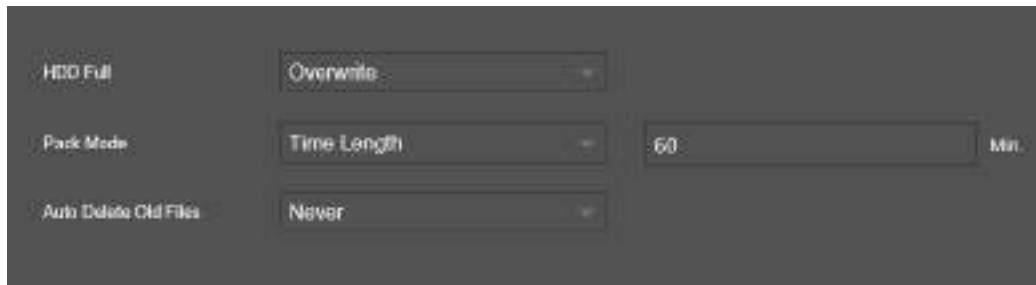 HDD Full Overwrite
Pack Mode Time Length 60 Min.
Auto Delete Old Files Never